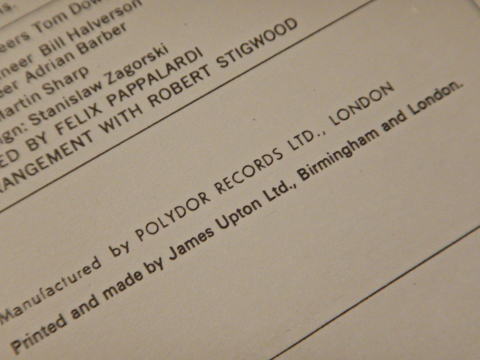 s.
eers Tom Dow
neer Bill Halverson
eer Adrian Barber
Martin Sharp
ign: Stanislaw Zagorski
ED BY FELIX PAPPALARDI
RANGEMENT WITH ROBERT STIGWOOD
Manufactured by POLYDOR RECORDS LTD., LONDON
Printed and made by James Upton Ltd., Birmingham and London.